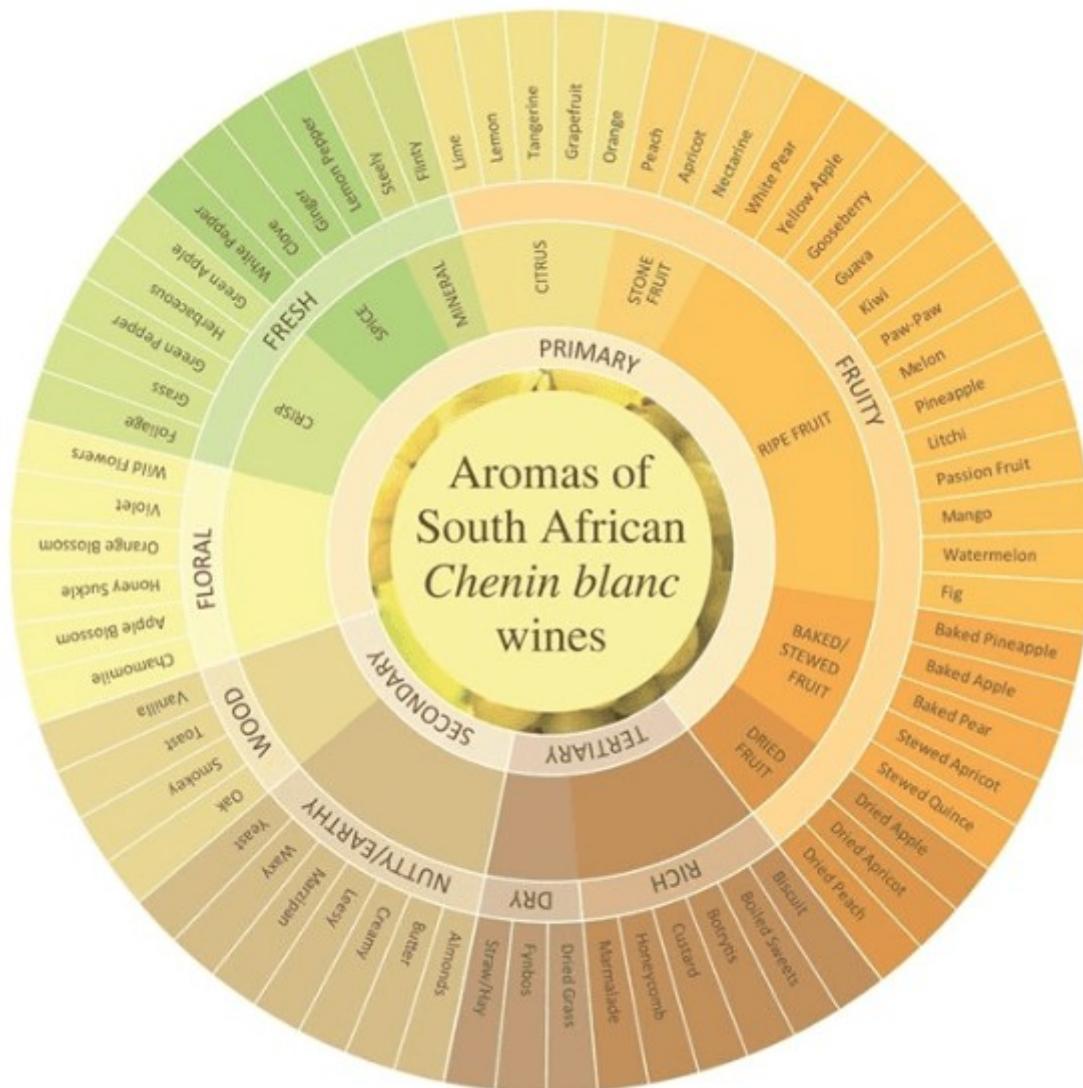 Aromas of
South African
Chenin blanc
wines
PRIMARY
SECONDARY
TERTIARY
FRESH
FRUITY
FLORAL
WOOD
NUTTY/EARTHY
DRY
RICH
CRISP
SPICE
MINERAL
CITRUS
STONE
FRUIT
RIPE FRUIT
BAKED/
STEWED
FRUIT
DRIED
FRUIT
Lime
Lemon
Tangerine
Grapefruit
Orange
Peach
Apricot
Nectarine
White Pear
Yellow Apple
Gooseberry
Guava
Kiwi
Paw-Paw
Melon
Pineapple
Litchi
Passion Fruit
Mango
Watermelon
Fig
Baked Pineapple
Baked Apple
Baked Pear
Stewed Apricot
Stewed Quince
Dried Apple
Dried Apricot
Dried Peach
Biscuit
Boiled Sweets
Botrytis
Custard
Honeycomb
Marmalade
Dried Grass
Fynbos
Straw/Hay
Almonds
Butter
Creamy
Leesy
Marzipan
Waxy
Yeast
Oak
Smokey
Toast
Vanilla
Chamomile
Apple Blossom
Honey Suckle
Orange Blossom
Violet
Wild Flowers
Foliage
Grass
Green Pepper
Herbaceous
Green Apple
White Pepper
Clove
Ginger
Lemon Pepper
Steely
Flinty